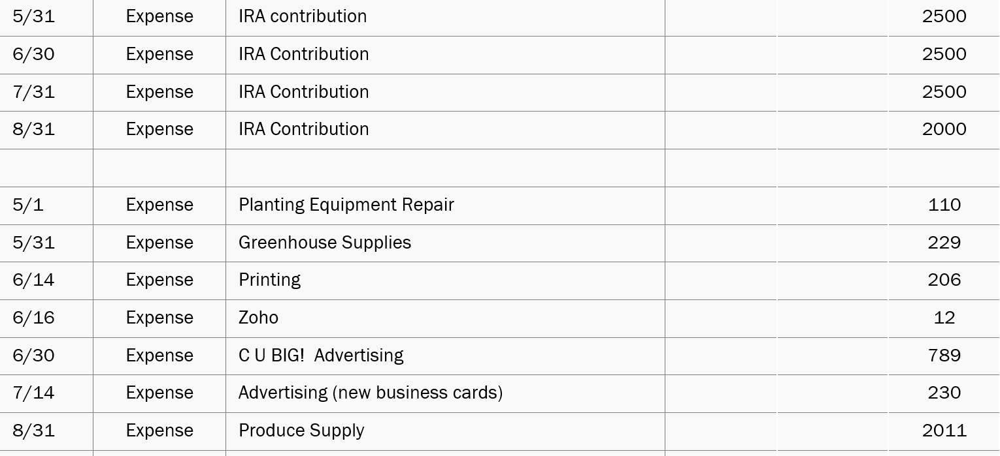 5/31 Expense IRA contribution 2500
6/30 Expense IRA Contribution 2500
7/31 Expense IRA Contribution 2500
8/31 Expense IRA Contribution 2000
5/1 Expense Planting Equipment Repair 110
5/31 Expense Greenhouse Supplies 229
6/14 Expense Printing 206
6/16 Expense Zoho 12
6/30 Expense C U BIG!  Advertising 789
7/14 Expense Advertising (new business cards) 230
8/31 Expense Produce Supply 2011